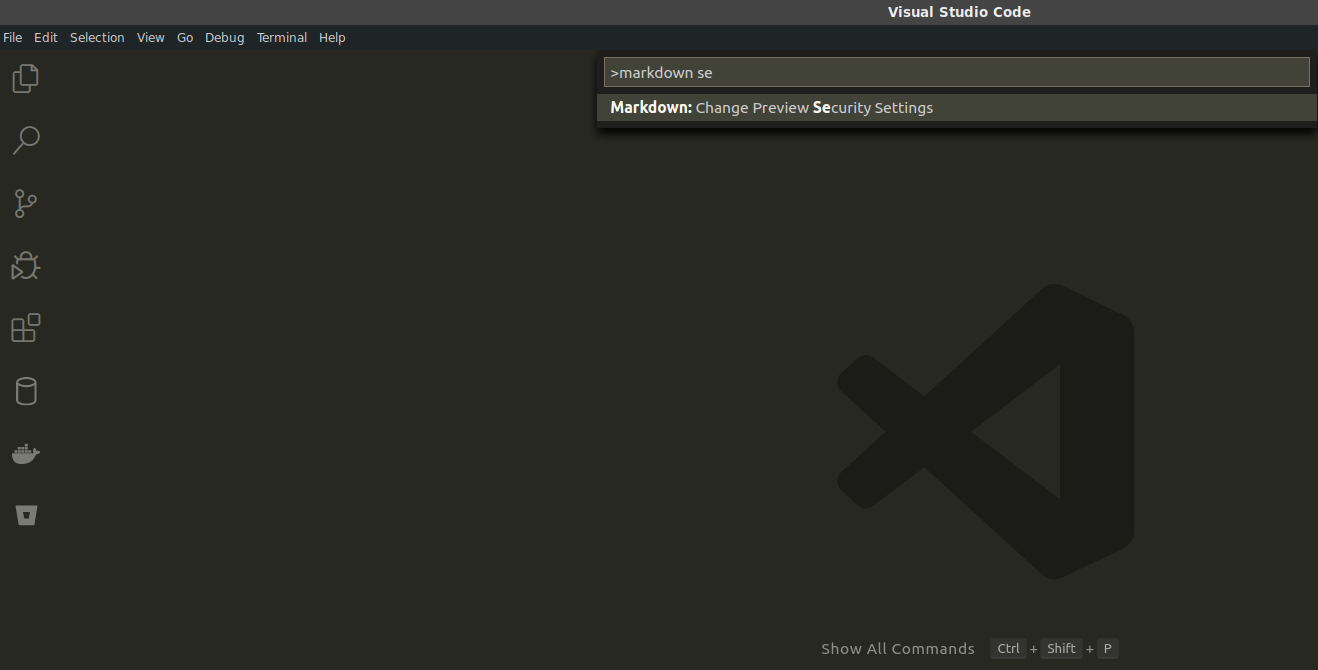 Visual Studio Code
File Edit Selection View Go Debug Terminal Help
>markdown se
Markdown: Change Preview Security Settings
Show All Commands Ctrl + Shift + P